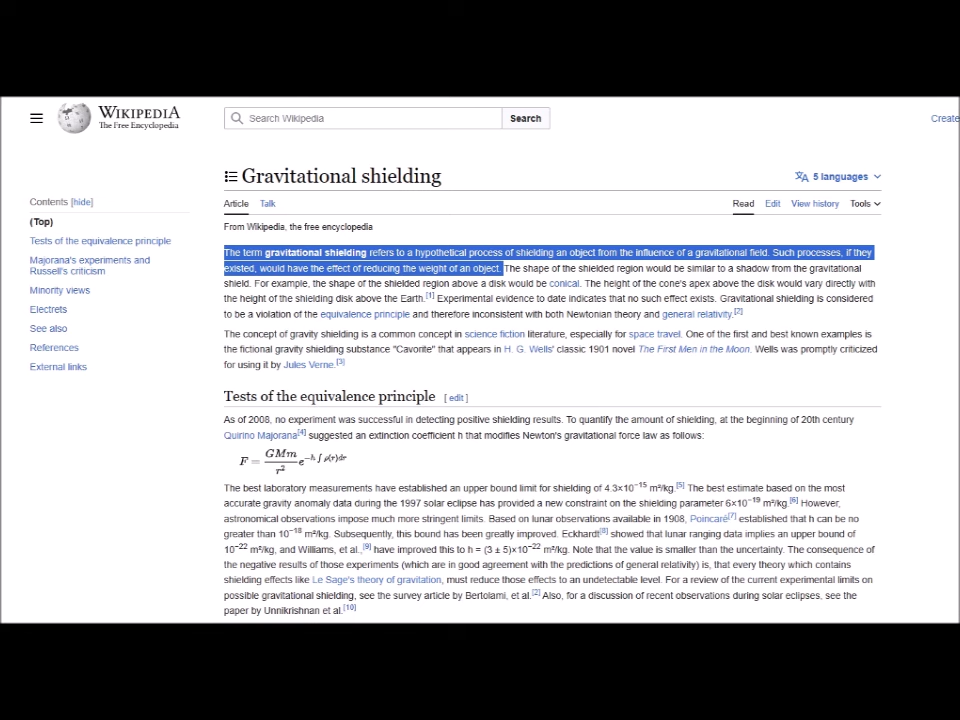 WIKIPEDIA
The Free Encyclopedia
Search Wikipedia
Search
Create
Gravitational shielding
5 languages
Article Talk
Read Edit View history Tools
From Wikipedia, the free encyclopedia
Contents [hide]
(Top)
Tests of the equivalence principle
Majorana's experiments and
Russell's criticism
Minority views
Electrets
See also
References
External links
The term gravitational shielding refers to a hypothetical process of shielding an object from the influence of a gravitational field. Such processes, if they
existed, would have the effect of reducing the weight of an object. The shape of the shielded region would be similar to a shadow from the gravitational
shield. For example, the shape of the shielded region above a disk would be conical. The height of the cone's apex above the disk would vary directly with
the height of the shielding disk above the Earth.[1] Experimental evidence to date indicates that no such effect exists. Gravitational shielding is considered
to be a violation of the equivalence principle and therefore inconsistent with both Newtonian theory and general relativity.[2]
The concept of gravity shielding is a common concept in science fiction literature, especially for space travel. One of the first and best known examples is
the fictional gravity shielding substance "Cavorite" that appears in H. G. Wells' classic 1901 novel The First Men in the Moon. Wells was promptly criticized
for using it by Jules Verne.[3]
Tests of the equivalence principle [ edit ]
As of 2008, no experiment was successful in detecting positive shielding results. To quantify the amount of shielding, at the beginning of 20th century
Quirino Majorana[4] suggested an extinction coefficient h that modifies Newton's gravitational force law as follows:
F = GMm/r² e^−h∫ρ(r)dr
The best laboratory measurements have established an upper bound limit for shielding of 4.3×10⁻¹⁵ m²/kg.[5] The best estimate based on the most
accurate gravity anomaly data during the 1997 solar eclipse has provided a new constraint on the shielding parameter 6×10⁻¹⁹ m²/kg.[6] However,
astronomical observations impose much more stringent limits. Based on lunar observations available in 1908, Poincaré[7] established that h can be no
greater than 10⁻¹⁸ m²/kg. Subsequently, this bound has been greatly improved. Eckhardt[8] showed that lunar ranging data implies an upper bound of
10⁻²² m²/kg, and Williams, et al.,[9] have improved this to h = (3 ± 5)×10⁻²² m²/kg. Note that the value is smaller than the uncertainty. The consequence of
the negative results of those experiments (which are in good agreement with the predictions of general relativity) is, that every theory which contains
shielding effects like Le Sage's theory of gravitation, must reduce those effects to an undetectable level. For a review of the current experimental limits on
possible gravitational shielding, see the survey article by Bertolami, et al.[2] Also, for a discussion of recent observations during solar eclipses, see the
paper by Unnikrishnan et al.[10]